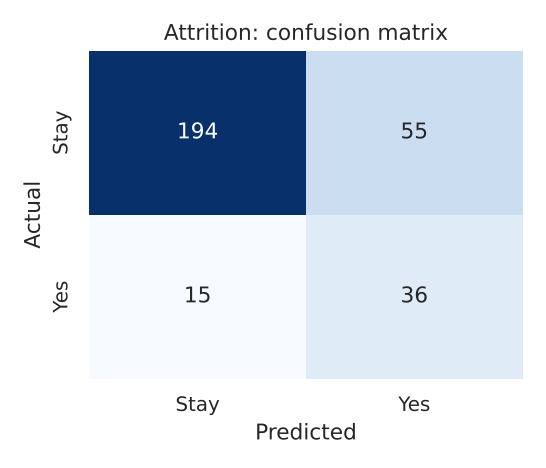 Attrition: confusion matrix
Actual
Stay
194
55
Yes
15
36
Stay
Yes
Predicted